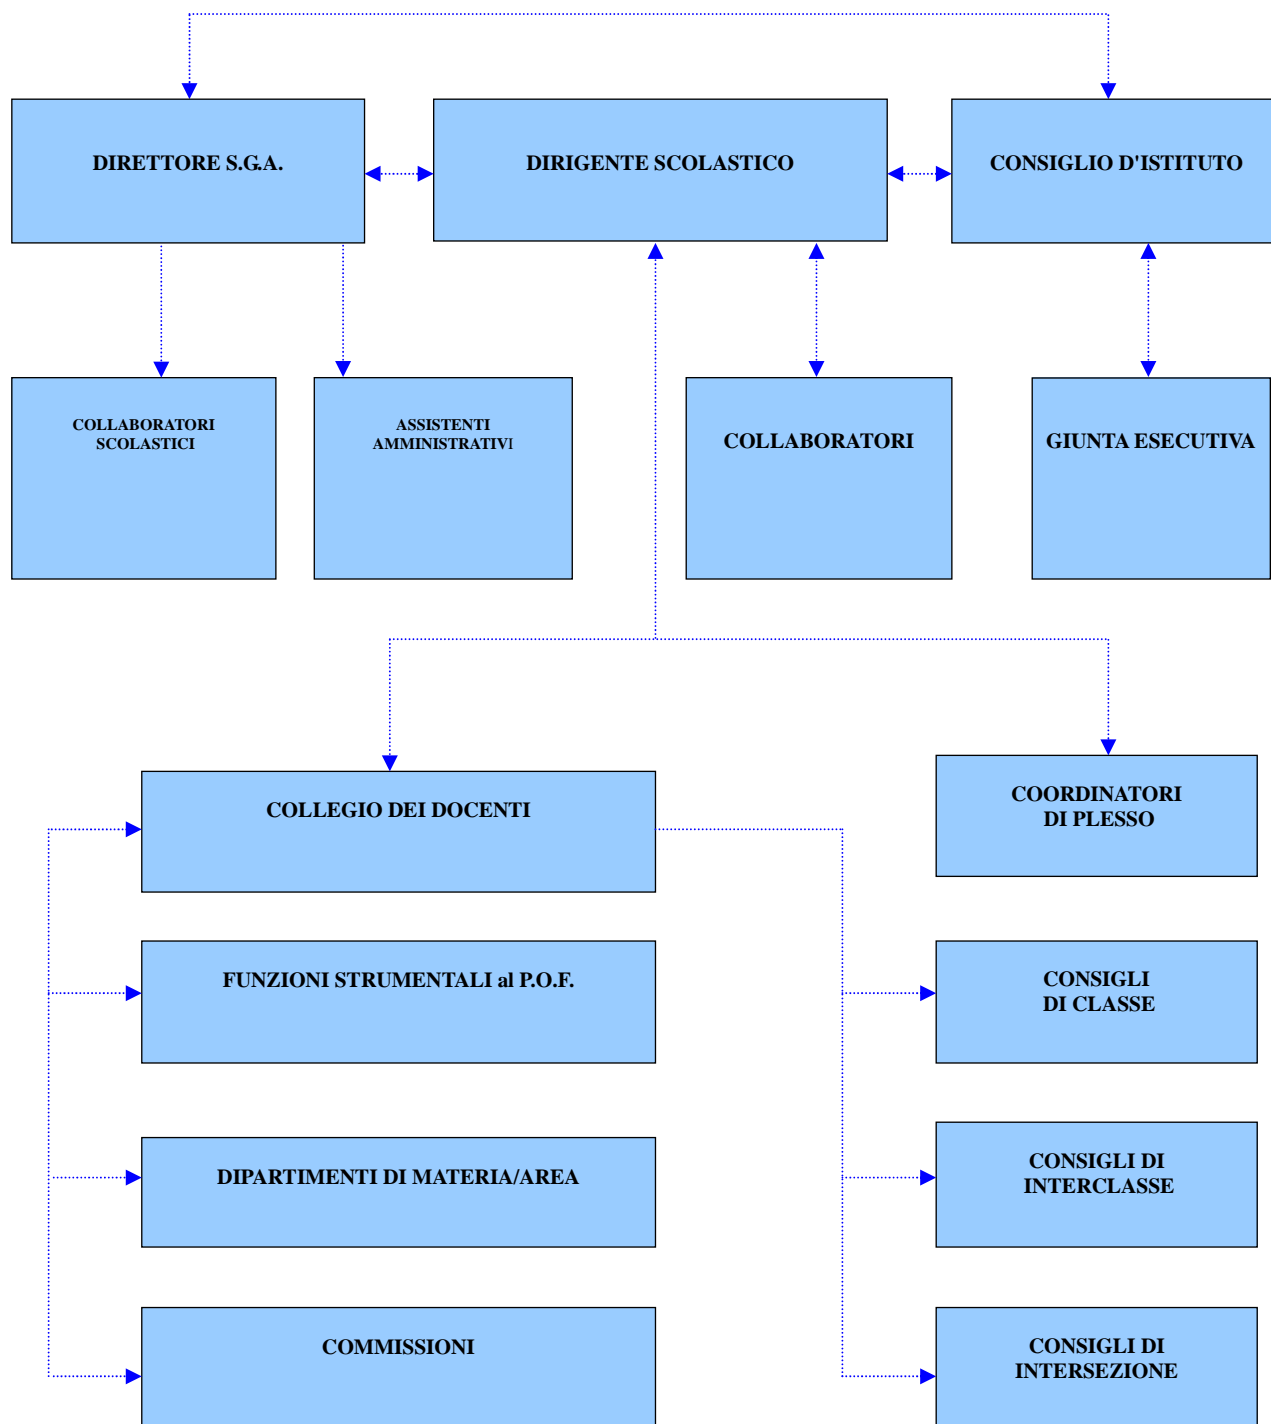 DIRETTORE S.G.A.
DIRIGENTE SCOLASTICO
CONSIGLIO D'ISTITUTO
COLLABORATORI
SCOLASTICI
ASSISTENTI
AMMINISTRATIVI
COLLABORATORI
GIUNTA ESECUTIVA
COLLEGIO DEI DOCENTI
COORDINATORI
DI PLESSO
FUNZIONI STRUMENTALI al P.O.F.
CONSIGLI
DI CLASSE
DIPARTIMENTI DI MATERIA/AREA
CONSIGLI DI
INTERCLASSE
COMMISSIONI
CONSIGLI DI
INTERSEZIONE